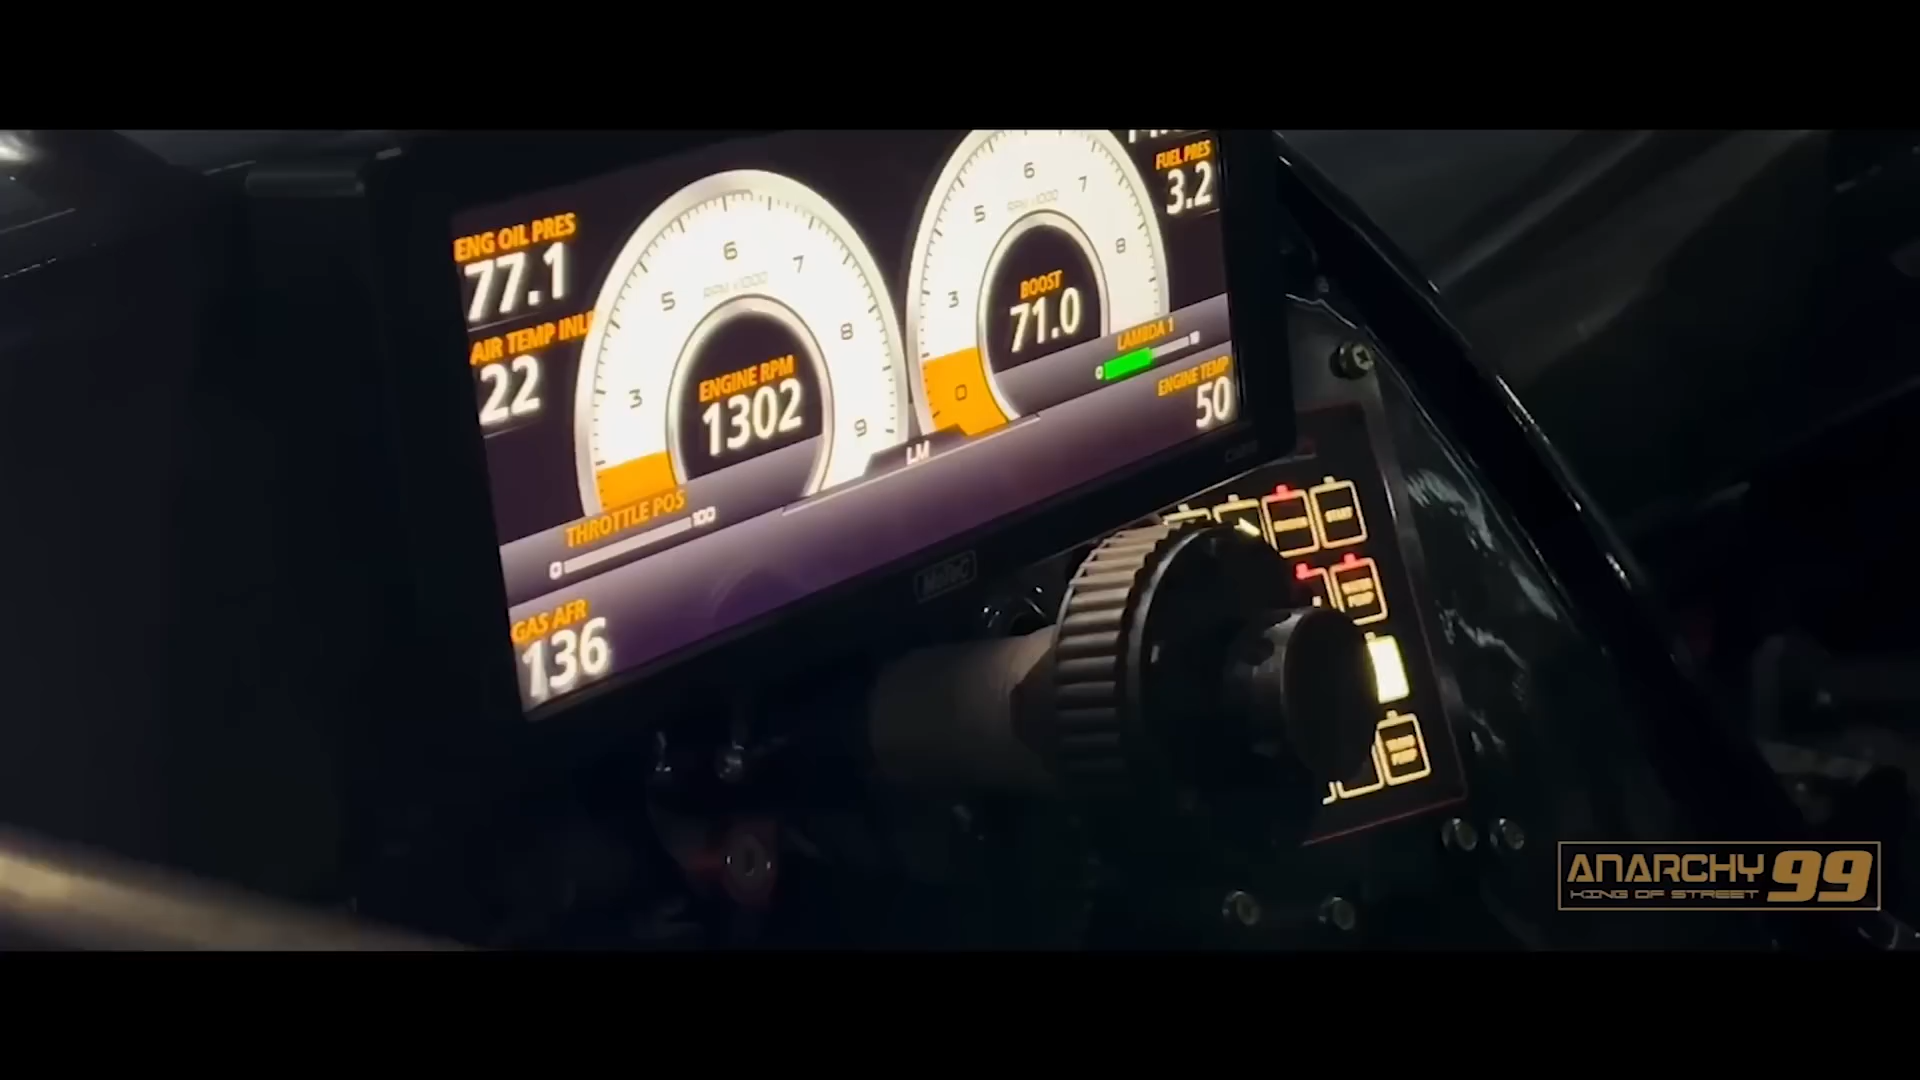 ENG OIL PRES
77.1
AIR TEMP INL
22
3
5
6
7
8
9
RPM x1000
ENGINE RPM
1302
THROTTLE POS
0
100
GAS AFR
136
0
3
5
6
7
8
RPM x1000
BOOST
71.0
FUEL PRES
3.2
LAMBDA 1
0
ENGINE TEMP
50
LM
MoTeC
START
ANARCHY 99
KING OF STREET